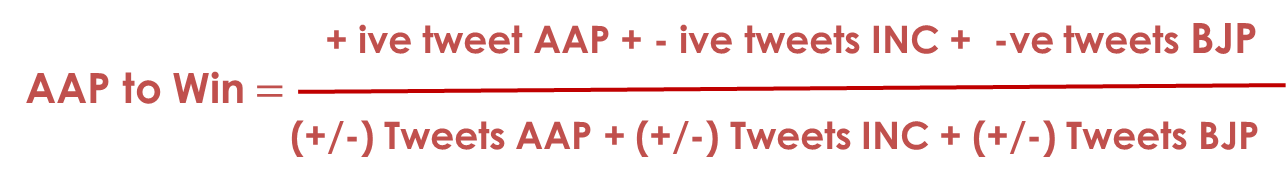 + ive tweet AAP + - ive tweets INC + -ve tweets BJP
AAP to Win =
(+/-) Tweets AAP + (+/-) Tweets INC + (+/-) Tweets BJP